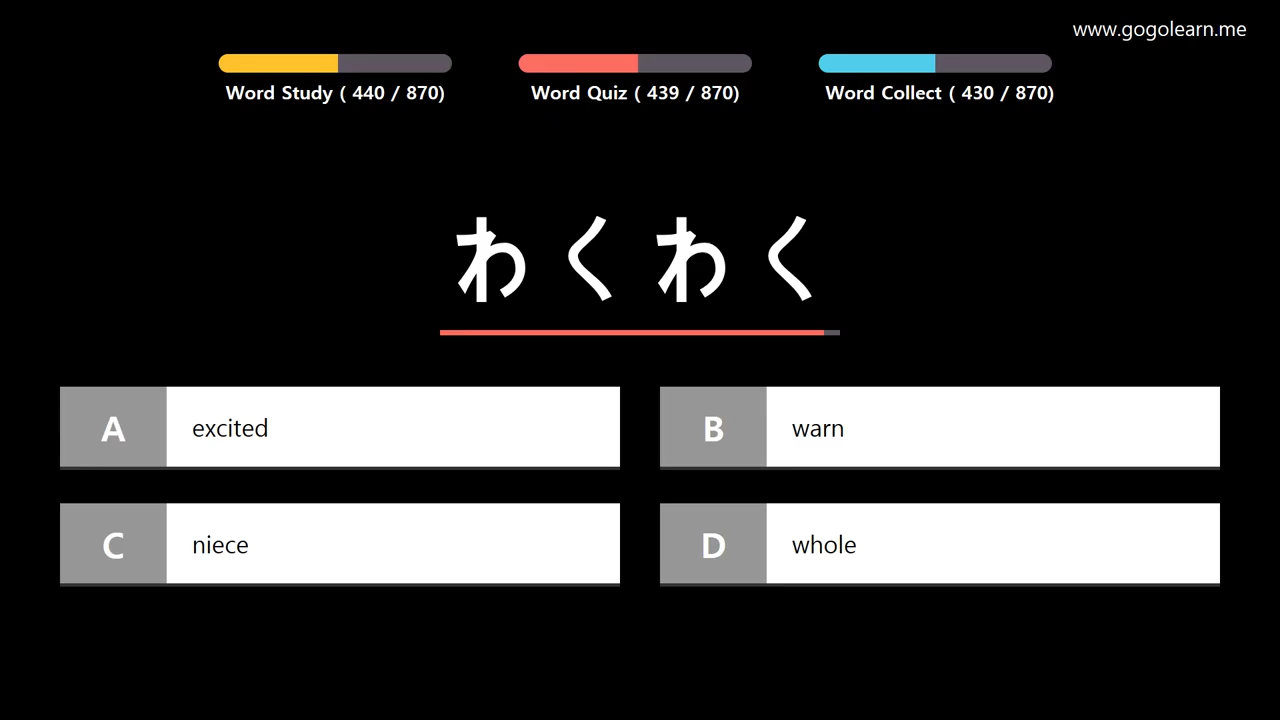 www.gogolearn.me
Word Study ( 440 / 870)
Word Quiz ( 439 / 870)
Word Collect ( 430 / 870)
わくわく
A excited
B warn
C niece
D whole